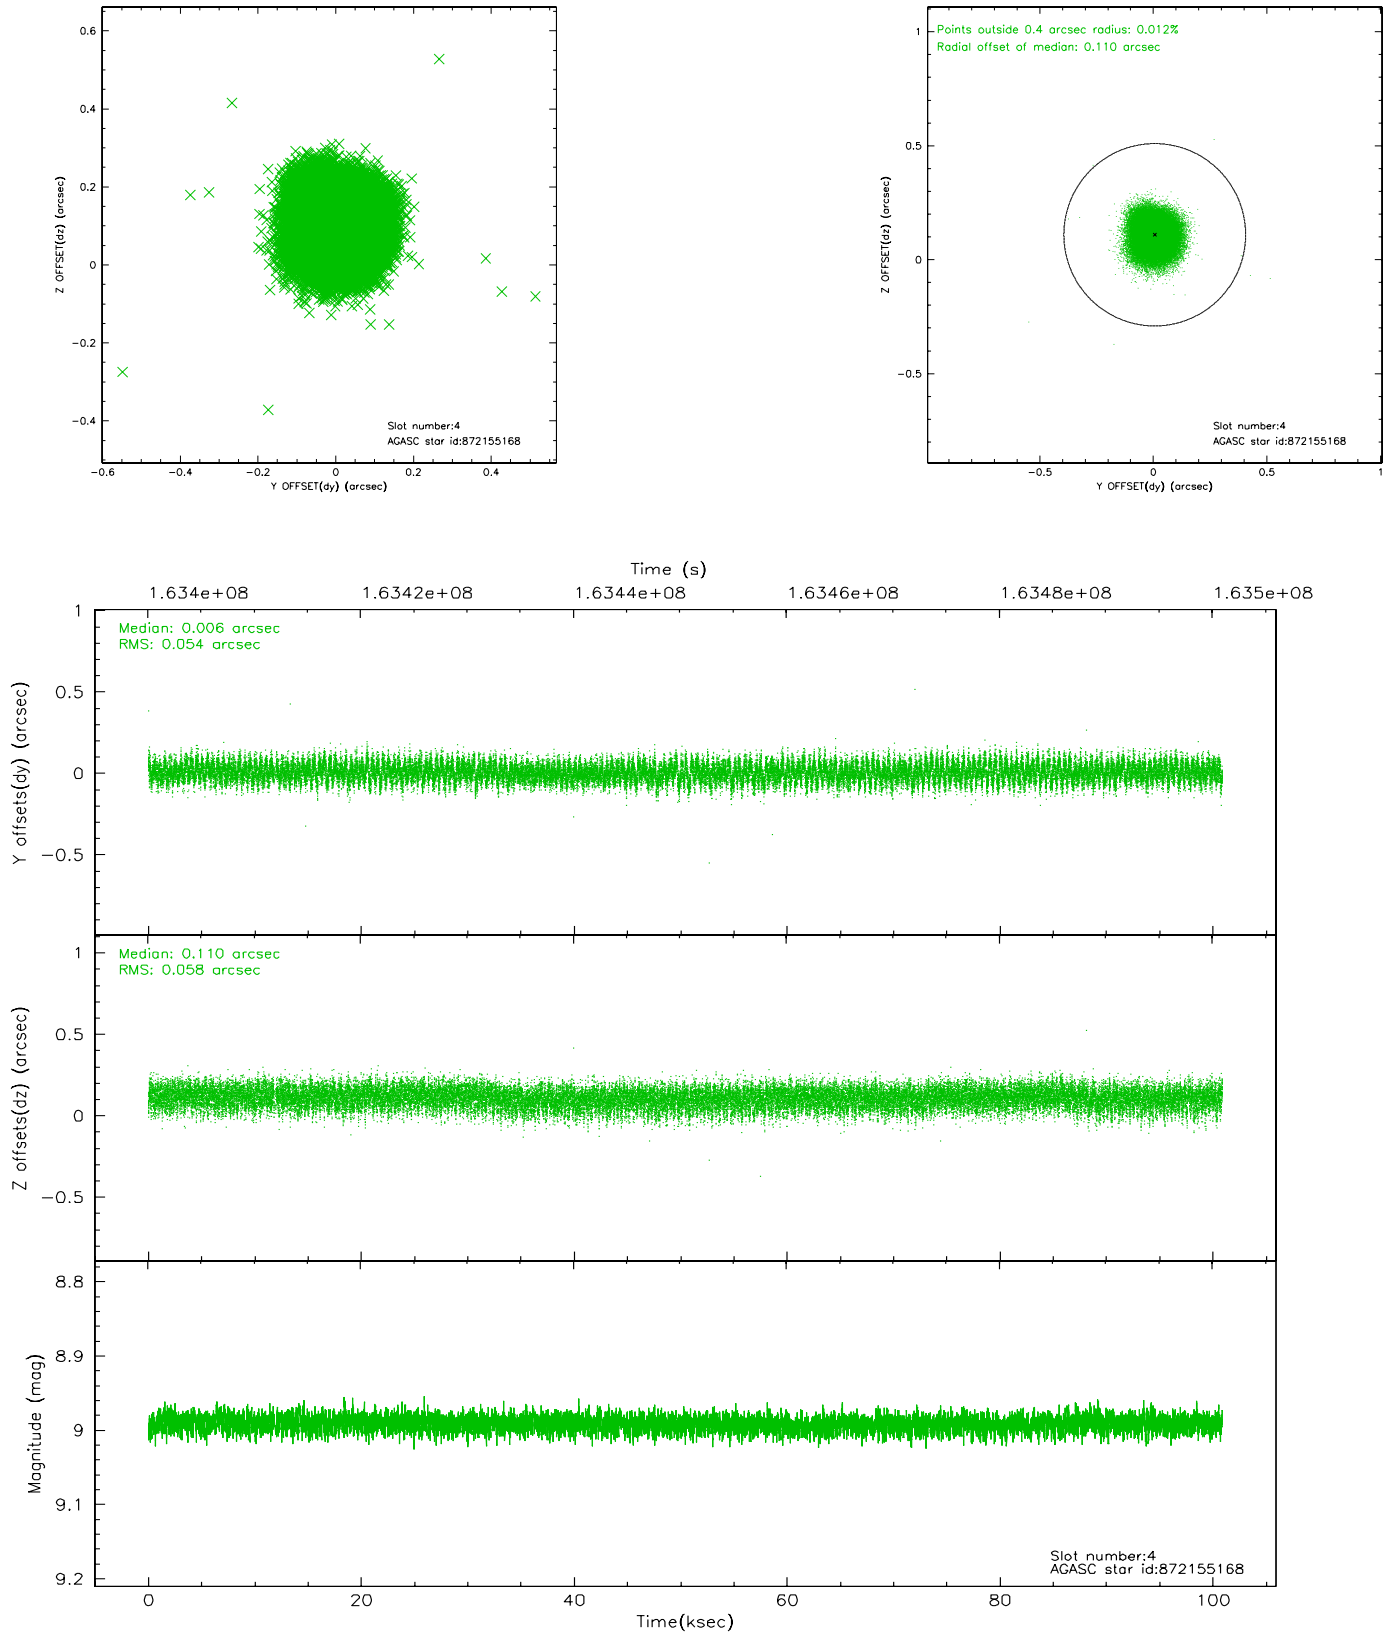 0.6
0.4
0.2
0
-0.2
-0.4
Z OFFSET(dz) (arcsec)
Slot number:4
AGASC star id:872155168
-0.6 -0.4 -0.2 0 0.2 0.4
Y OFFSET(dy) (arcsec)
Points outside 0.4 arcsec radius: 0.012%
Radial offset of median: 0.110 arcsec
1
0.5
0
-0.5
Z OFFSET(dz) (arcsec)
Slot number:4
AGASC star id:872155168
-0.5 0 0.5 1
Y OFFSET(dy) (arcsec)
Time (s)
1.634e+08 1.6342e+08 1.6344e+08 1.6346e+08 1.6348e+08 1.635e+08
Median: 0.006 arcsec
RMS: 0.054 arcsec
1
0.5
0
-0.5
Y offsets(dy) (arcsec)
Median: 0.110 arcsec
RMS: 0.058 arcsec
1
0.5
0
-0.5
Z offsets(dz) (arcsec)
8.8
8.9
9
9.1
9.2
Magnitude (mag)
Slot number:4
AGASC star id:872155168
0 20 40 60 80 100
Time(ksec)